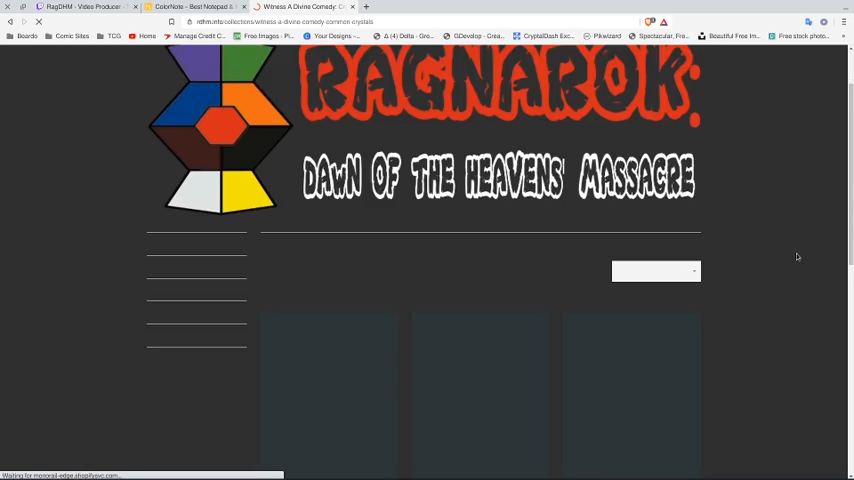 RagDHM - Video Producer -
ColorNote – Best Notepad &
Witness A Divine Comedy: C
rdhm.info/collections/witness-a-divine-comedy-common-crystals
Beardo
Comic Sites
TCG
Home
Manage Credit C...
Free Images - Pi...
Your Designs -...
Δ (4) Delta - Gro...
GDevelop - Crea...
CryptalDash Exc...
Pikwizard
Spectacular, Fre...
Beautiful Free Im...
Free stock photo...
»
RAGNAROK:
DAWN OF THE HEAVENS' MASSACRE
Waiting for monorail-edge.shopifysvc.com...